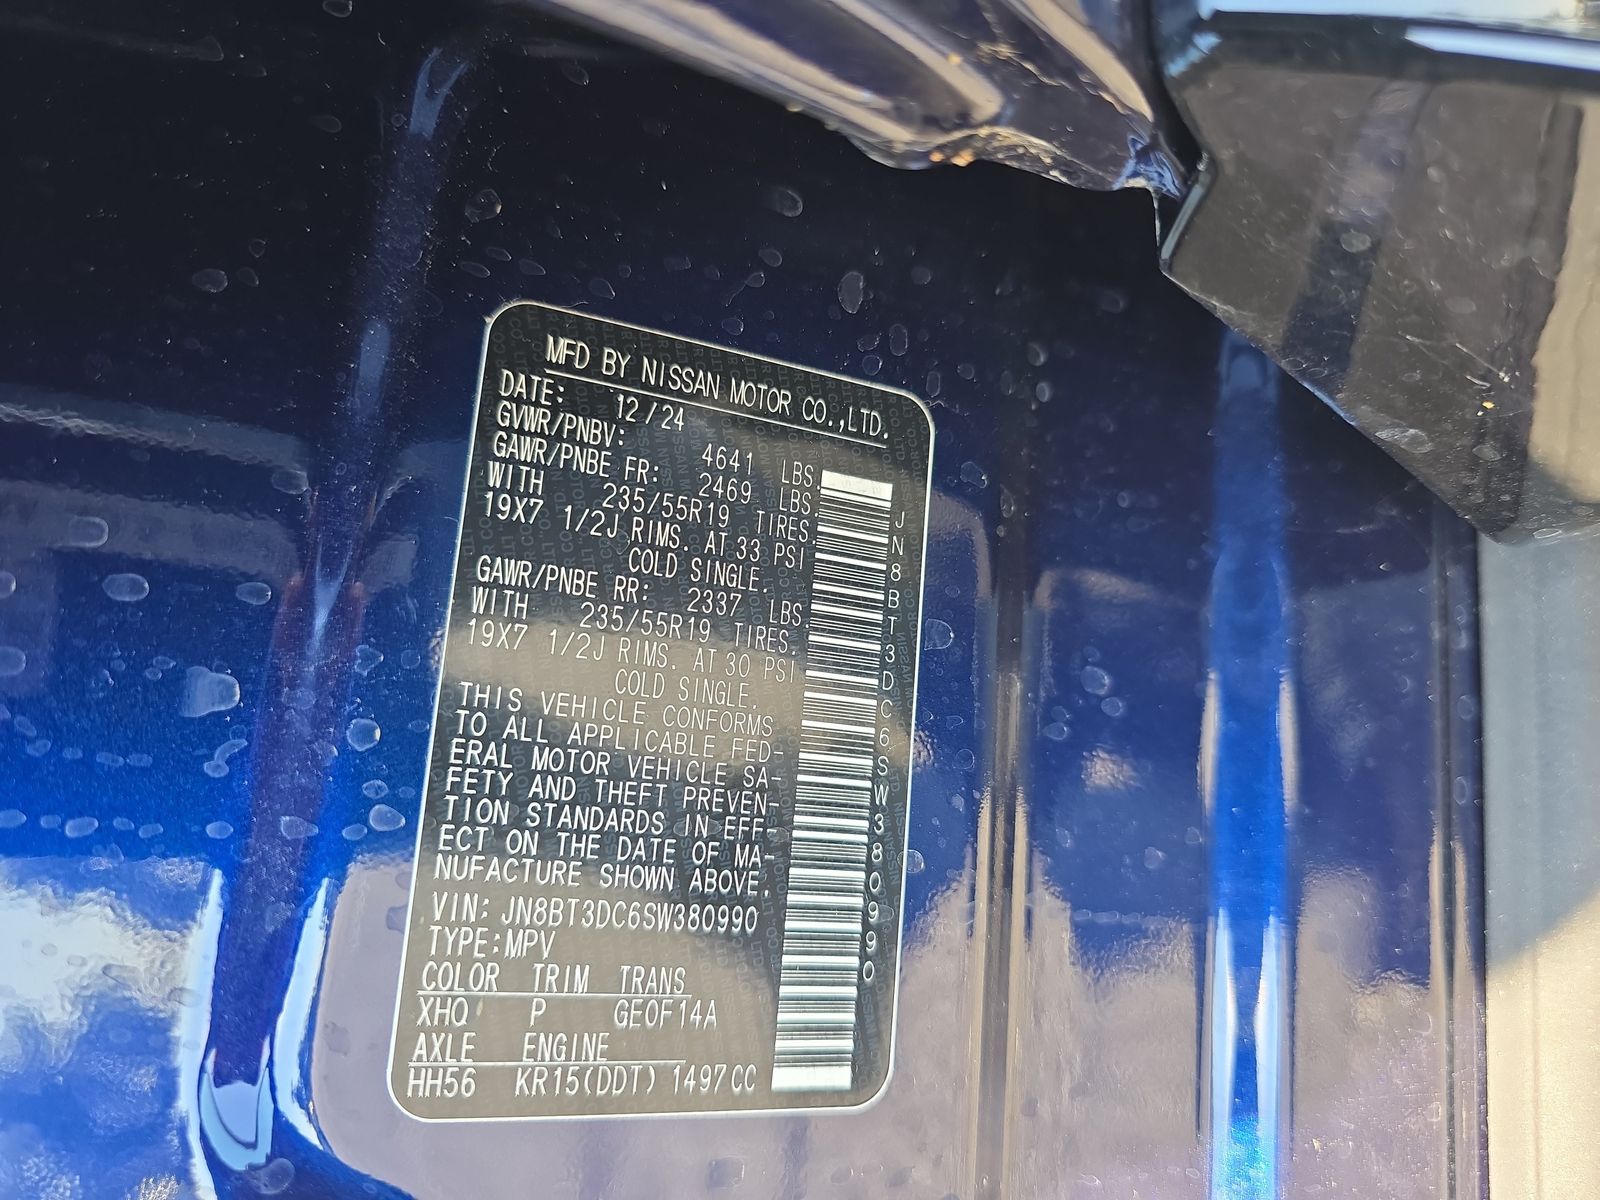 MFD BY NISSAN MOTOR CO.,LTD.
DATE: 12/24
GVWR/PNBV: 4641 LBS.
GAWR/PNBE FR: 2469 LBS.
WITH 235/55R19 TIRES.
19X7 1/2J RIMS. AT 33 PSI
COLD SINGLE.
GAWR/PNBE RR: 2337 LBS.
WITH 235/55R19 TIRES.
19X7 1/2J RIMS. AT 30 PSI
COLD SINGLE.
THIS VEHICLE CONFORMS
TO ALL APPLICABLE FED-
ERAL MOTOR VEHICLE SA-
FETY AND THEFT PREVEN-
TION STANDARDS IN EFF-
ECT ON THE DATE OF MA-
NUFACTURE SHOWN ABOVE.
VIN: JN8BT3DC6SW380990
TYPE:MPV
COLOR TRIM TRANS
XHQ P GE0F14A
AXLE ENGINE
HH56 KR15(DDT) 1497CC
JN8BT3DC6SW380990